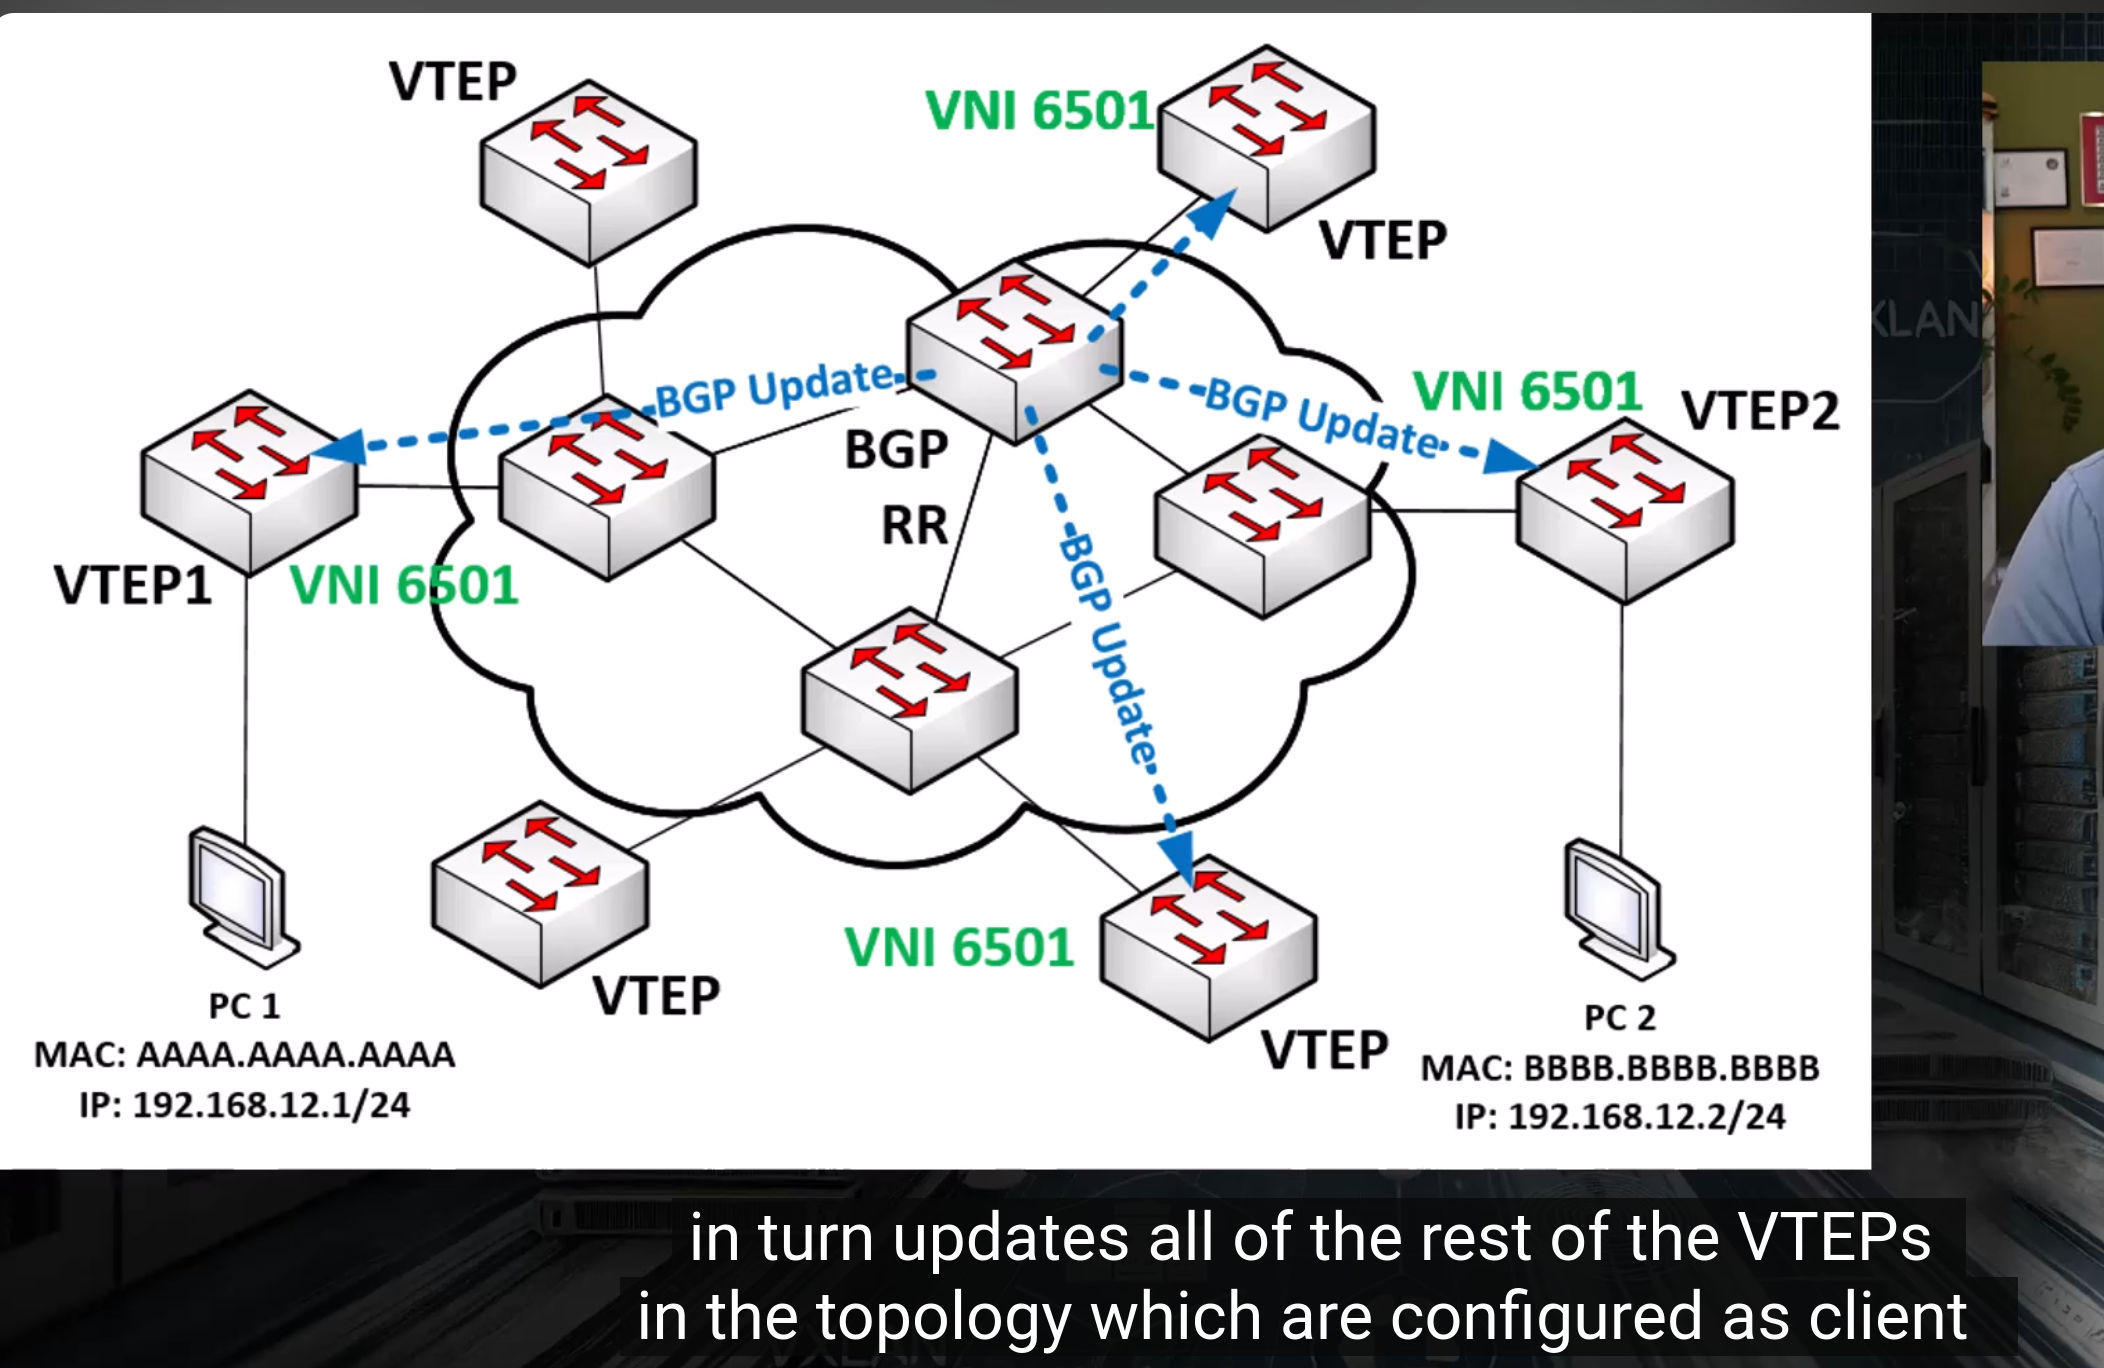 VTEP
VNI 6501
VTEP
BGP Update
BGP Update
VNI 6501
VTEP2
BGP
RR
VTEP1
VNI 6501
BGP Update
VNI 6501
VTEP
VTEP
PC 1
MAC: AAAA.AAAA.AAAA
IP: 192.168.12.1/24
PC 2
MAC: BBBB.BBBB.BBBB
IP: 192.168.12.2/24
XLAN
in turn updates all of the rest of the VTEPs
in the topology which are configured as client